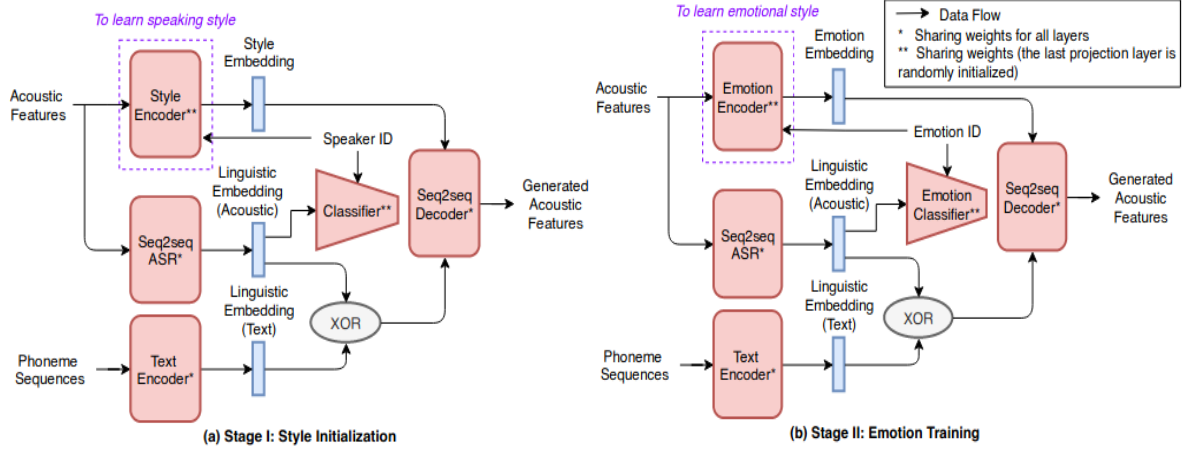 To learn speaking style
Style
Embedding
Acoustic
Features
Style
Encoder**
Speaker ID
Linguistic
Embedding
(Acoustic)
Classifier**
Seq2seq
Decoder*
Generated
Acoustic
Features
Seq2seq
ASR*
Linguistic
Embedding
(Text)
XOR
Phoneme
Sequences
Text
Encoder*
(a) Stage I: Style Initialization
To learn emotional style
Emotion
Embedding
Data Flow
* Sharing weights for all layers
** Sharing weights (the last projection layer is
randomly initialized)
Acoustic
Features
Emotion
Encoder**
Emotion ID
Linguistic
Embedding
(Acoustic)
Emotion
Classifier**
Seq2seq
Decoder*
Generated
Acoustic
Features
Seq2seq
ASR*
Linguistic
Embedding
(Text)
XOR
Phoneme
Sequences
Text
Encoder*
(b) Stage II: Emotion Training